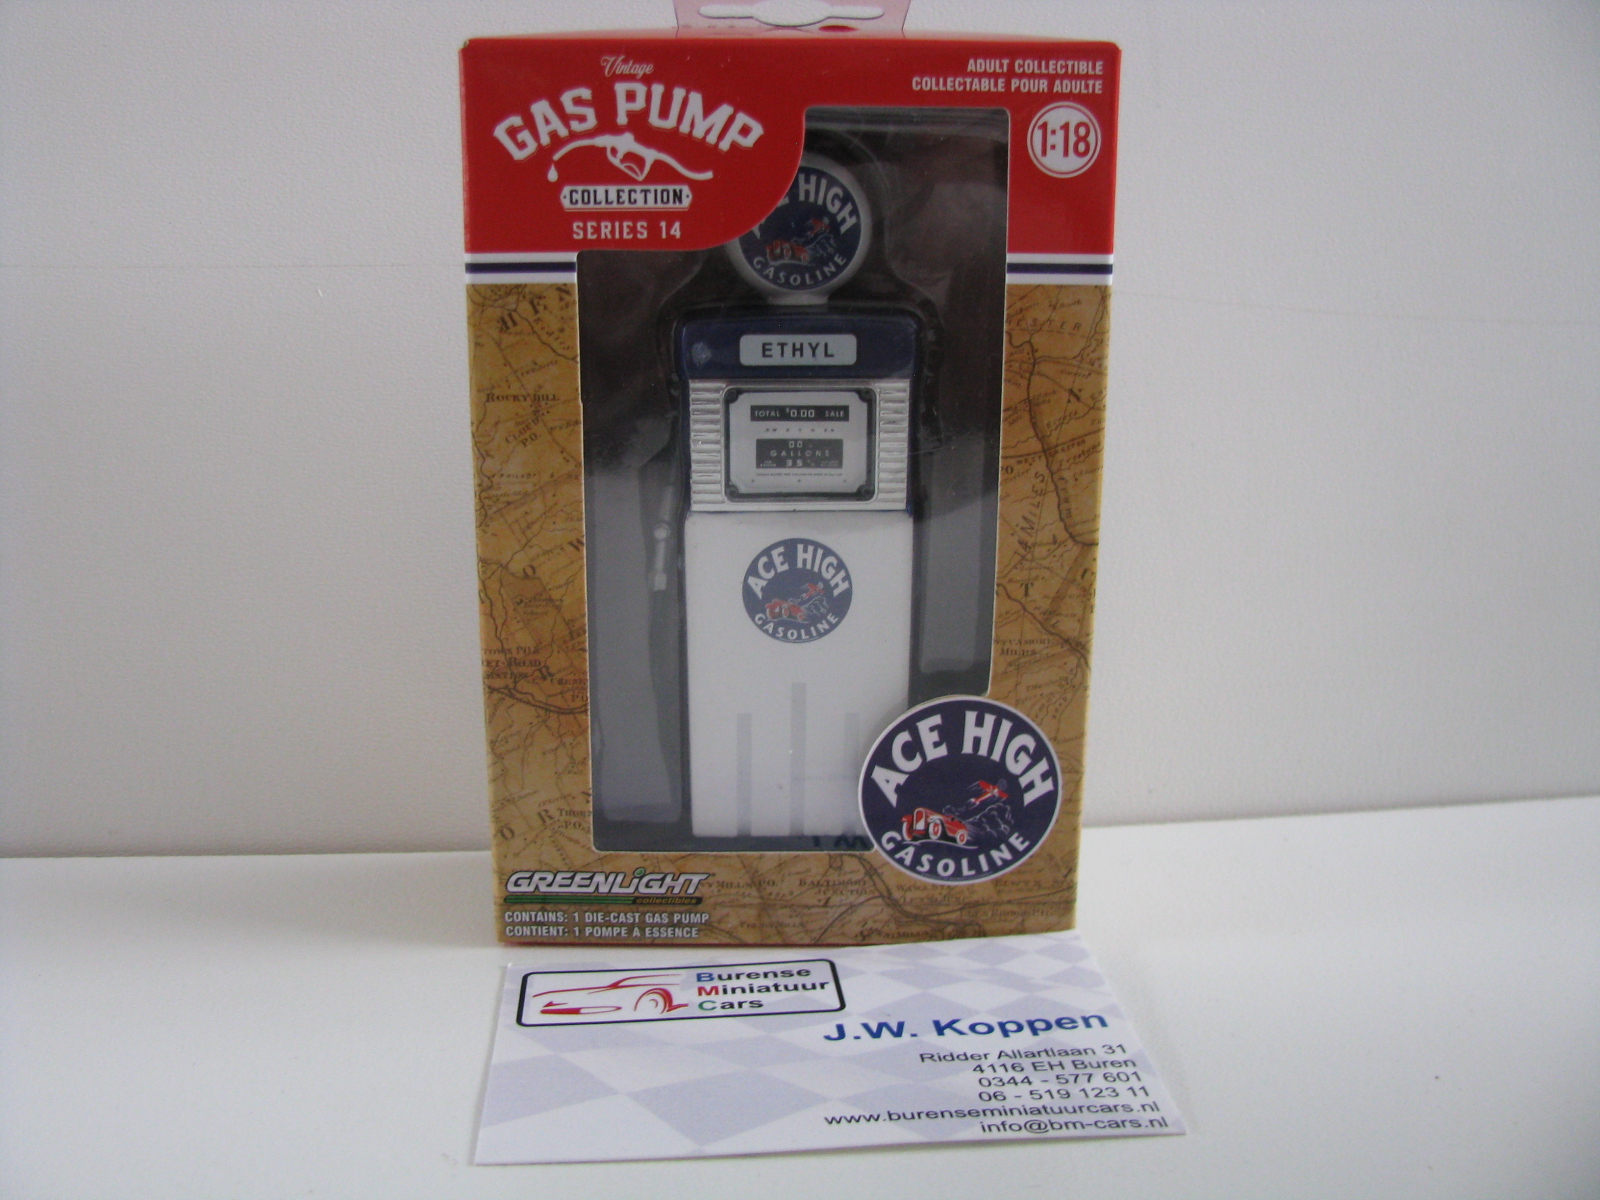 Vintage
GAS PUMP
COLLECTION
SERIES 14
ADULT COLLECTIBLE
COLLECTABLE POUR ADULTE
1:18
ACE HIGH
GASOLINE
ETHYL
TOTAL $0.00 SALE
GALLONS
ACE HIGH
GASOLINE
ACE HIGH
GASOLINE
ROCKY HILL
GREENLIGHT
collectibles
CONTAINS: 1 DIE-CAST GAS PUMP
CONTIENT: 1 POMPE À ESSENCE
Burense
Miniatuur
Cars
J.W. Koppen
Ridder Allartlaan 31
4116 EH Buren
0344 - 577 601
06 - 519 123 11
www.burenseminiatuurcars.nl
info@bm-cars.nl